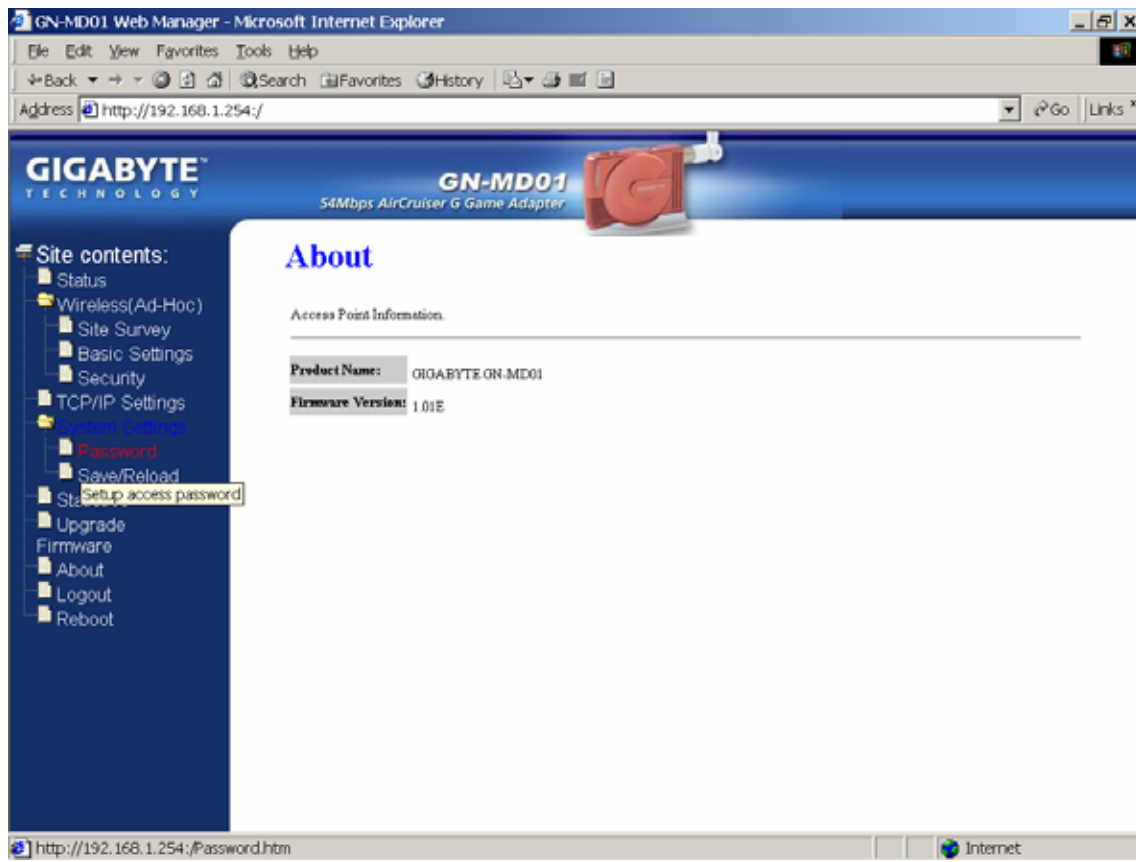 GN-MD01 Web Manager - Microsoft Internet Explorer
File Edit View Favorites Tools Help
Back Search Favorites History
Address http://192.168.1.254:/ Go Links
GIGABYTE™
TECHNOLOGY
GN-MD01
54Mbps AirCruiser G Game Adapter
Site contents:
Status
Wireless(Ad-Hoc)
Site Survey
Basic Settings
Security
TCP/IP Settings
System Settings
Password
Save/Reload
Setup access password
Upgrade
Firmware
About
Logout
Reboot
About
Access Point Information.
Product Name: GIGABYTE GN-MD01
Firmware Version: 1.01E
http://192.168.1.254:/Password.htm Internet